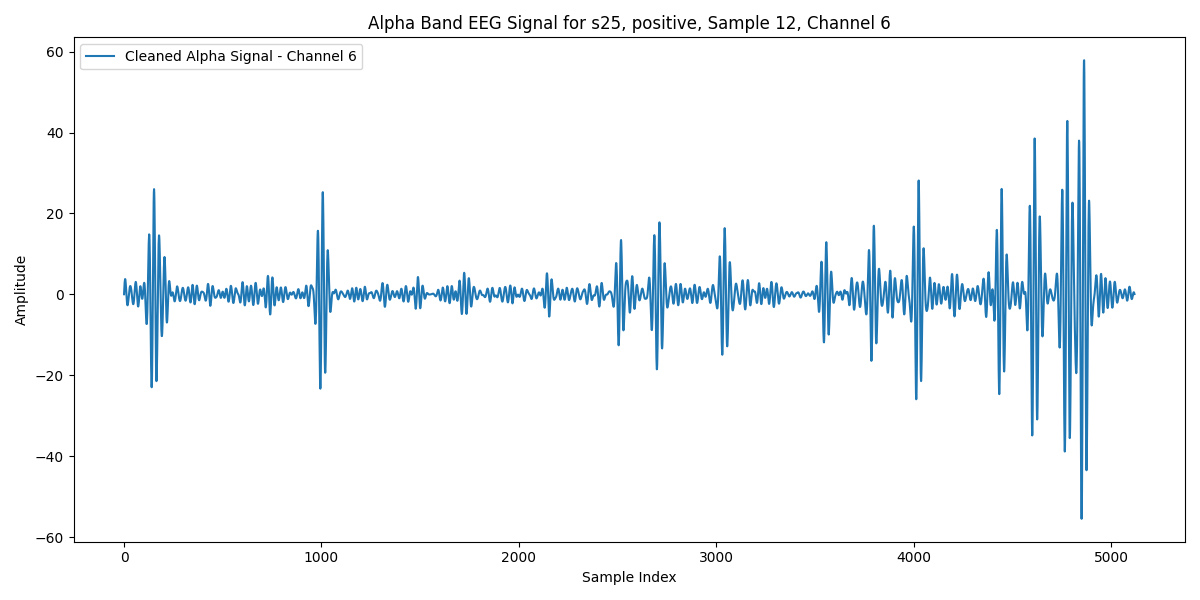 Alpha Band EEG Signal for s25, positive, Sample 12, Channel 6
Cleaned Alpha Signal - Channel 6
60
40
20
0
−20
−40
−60
Amplitude
0 1000 2000 3000 4000 5000
Sample Index